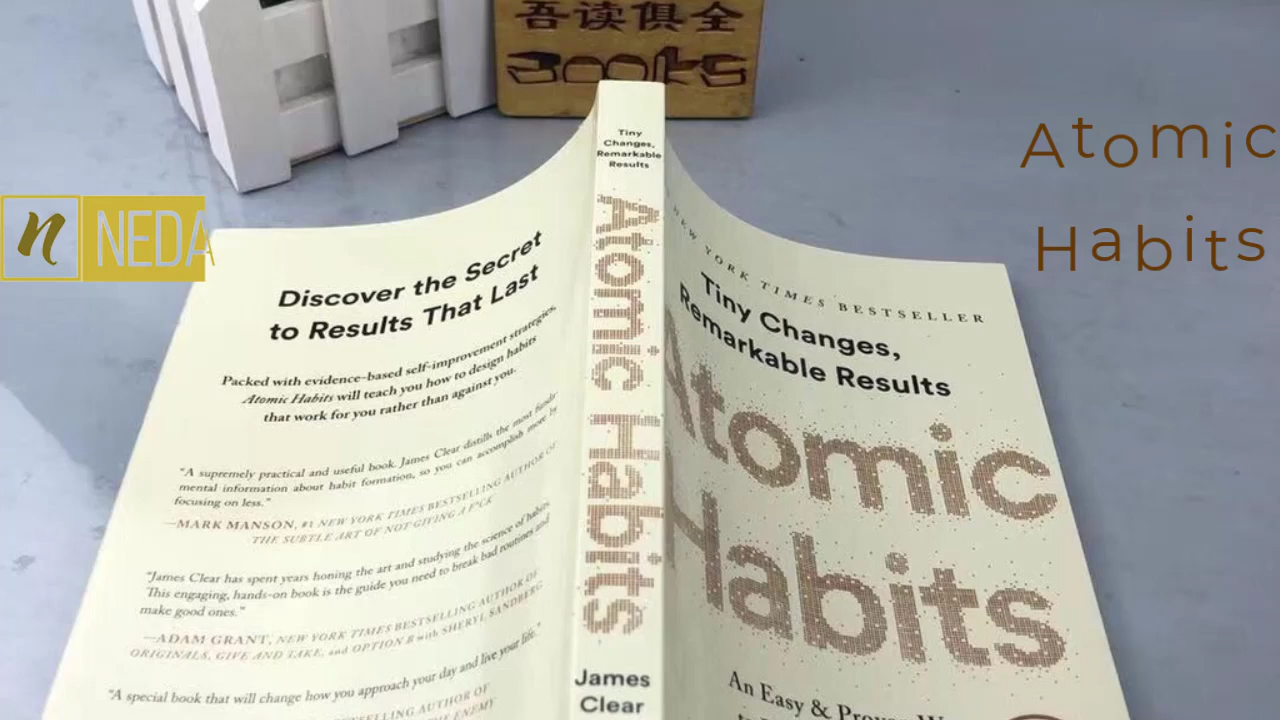 吾读俱全
Books
Atomic
Habits
n NEDA
Tiny
Changes,
Remarkable
Results
Atomic Habits
James
Clear
Discover the Secret
to Results That Last
Packed with evidence-based self-improvement strategies,
Atomic Habits will teach you how to design habits
that work for you rather than against you.
"A supremely practical and useful book. James Clear distills the most funda-
mental information about habit formation, so you can accomplish more by
focusing on less."
—MARK MANSON, #1 NEW YORK TIMES BESTSELLING AUTHOR OF
THE SUBTLE ART OF NOT GIVING A F*CK
"James Clear has spent years honing the art and studying the science of habits.
This engaging, hands-on book is the guide you need to break bad routines and
make good ones."
—ADAM GRANT, NEW YORK TIMES BESTSELLING AUTHOR OF
ORIGINALS, GIVE AND TAKE, and OPTION B with SHERYL SANDBERG
"A special book that will change how you approach your day and live your life."
SELLING AUTHOR OF
THE ENEMY
NEW YORK TIMES BESTSELLER
Tiny Changes,
Remarkable Results
Atomic
Habits
An Easy & Proven